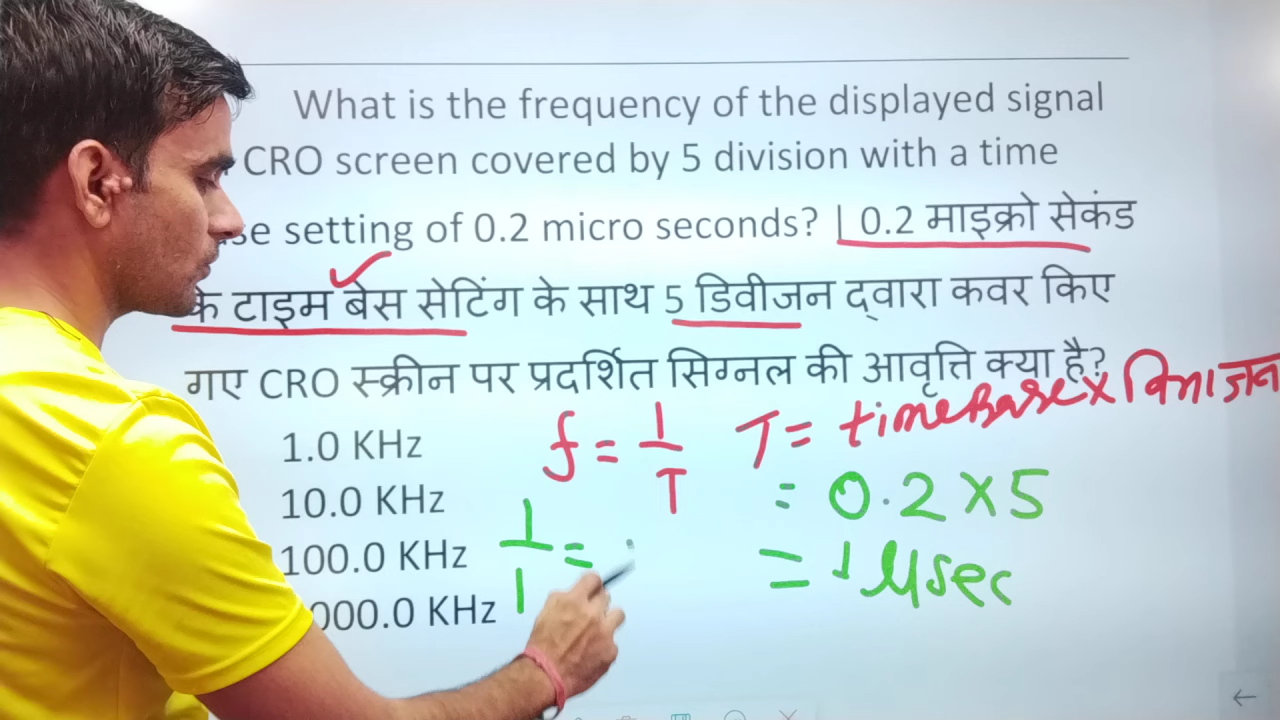 What is the frequency of the displayed signal
CRO screen covered by 5 division with a time
se setting of 0.2 micro seconds? | 0.2 माइक्रो सेकंड
के टाइम बेस सेटिंग के साथ 5 डिवीजन द्वारा कवर किए
गए CRO स्क्रीन पर प्रदर्शित सिग्नल की आवृत्ति क्या है?
f = 1/T T = timeBase x विभाजन
1.0 KHz
= 0.2 x 5
10.0 KHz
1/1 =
100.0 KHz
= 1 μsec
000.0 KHz